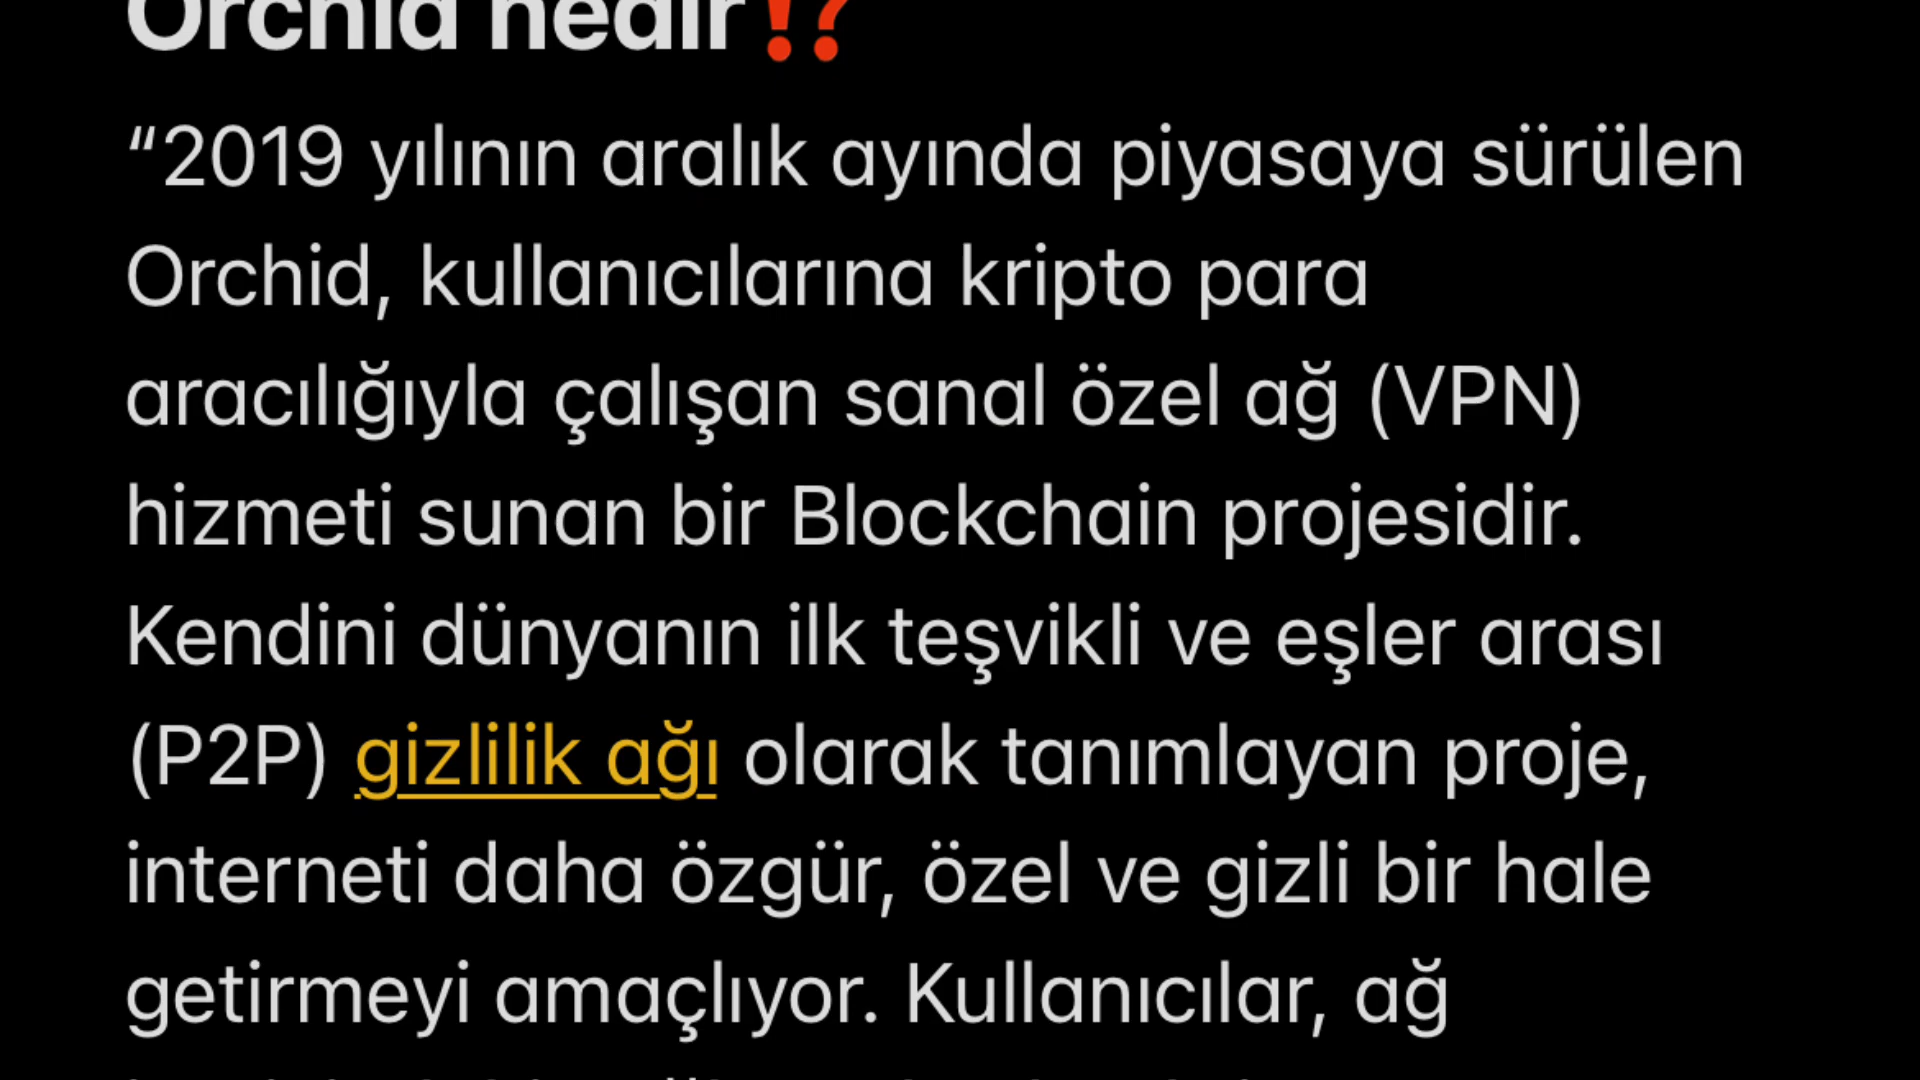 Orchid nedir⁉️
“2019 yılının aralık ayında piyasaya sürülen
Orchid, kullanıcılarına kripto para
aracılığıyla çalışan sanal özel ağ (VPN)
hizmeti sunan bir Blockchain projesidir.
Kendini dünyanın ilk teşvikli ve eşler arası
(P2P) gizlilik ağı olarak tanımlayan proje,
interneti daha özgür, özel ve gizli bir hale
getirmeyi amaçlıyor. Kullanıcılar, ağ